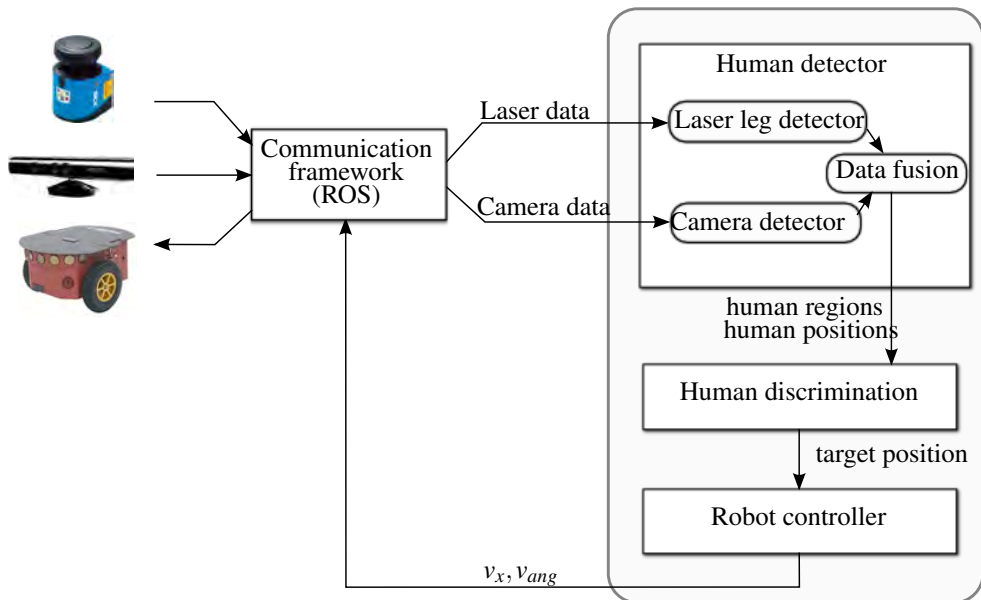 Human detector
Laser data
Laser leg detector
Communication
framework
(ROS)
Data fusion
Camera data
Camera detector
human regions
human positions
Human discrimination
target position
Robot controller
v_x, v_ang